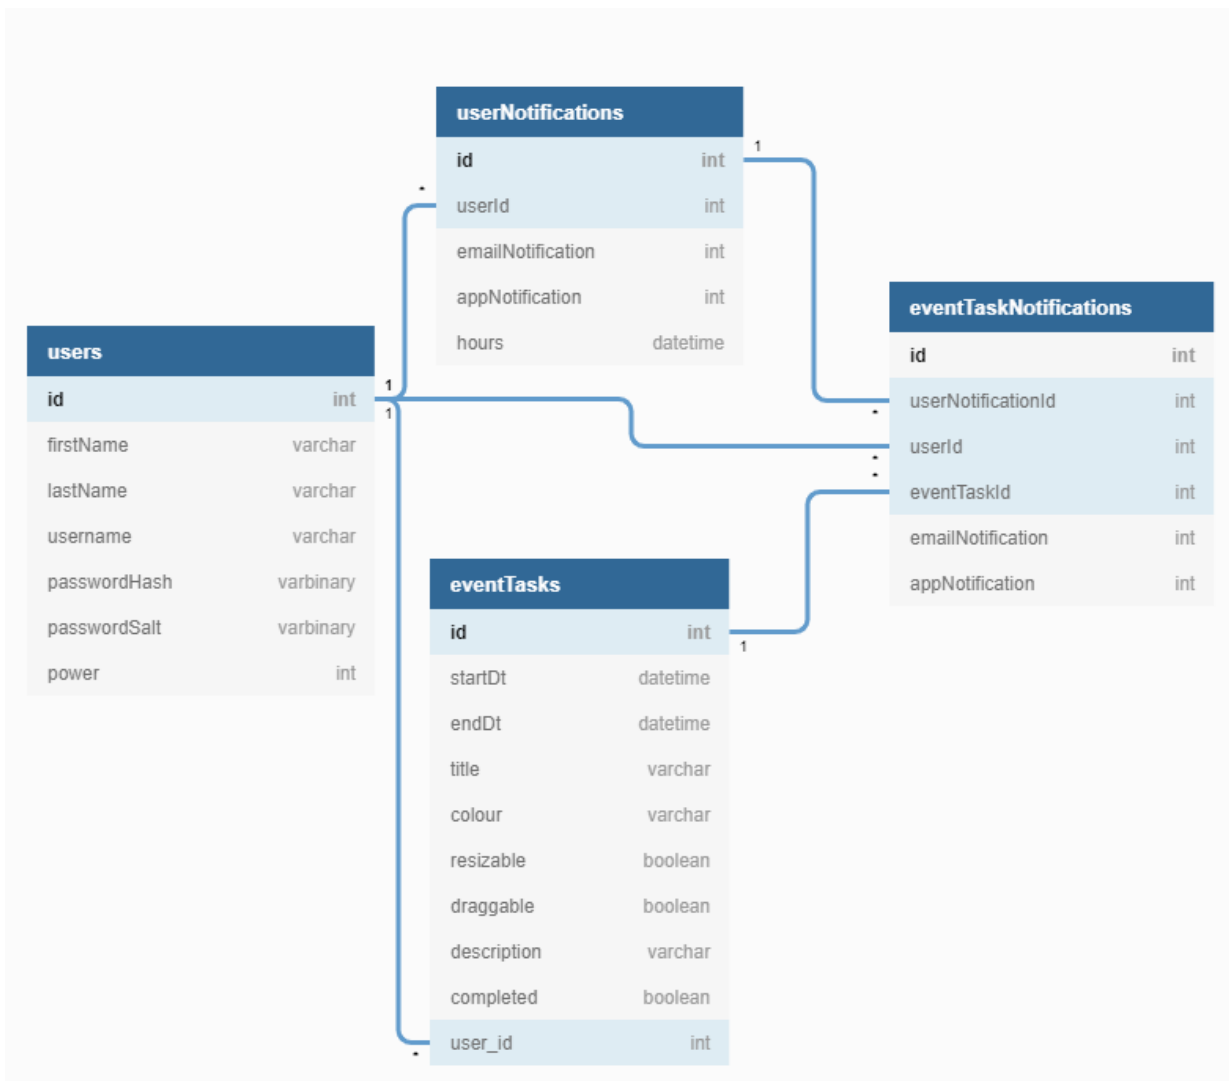 userNotifications
id int
userId int
emailNotification int
appNotification int
hours datetime
1
*
users
id int
firstName varchar
lastName varchar
username varchar
passwordHash varbinary
passwordSalt varbinary
power int
1
1
eventTaskNotifications
id int
userNotificationId int
userId int
eventTaskId int
emailNotification int
appNotification int
*
*
*
eventTasks
id int
startDt datetime
endDt datetime
title varchar
colour varchar
resizable boolean
draggable boolean
description varchar
completed boolean
user_id int
1
*